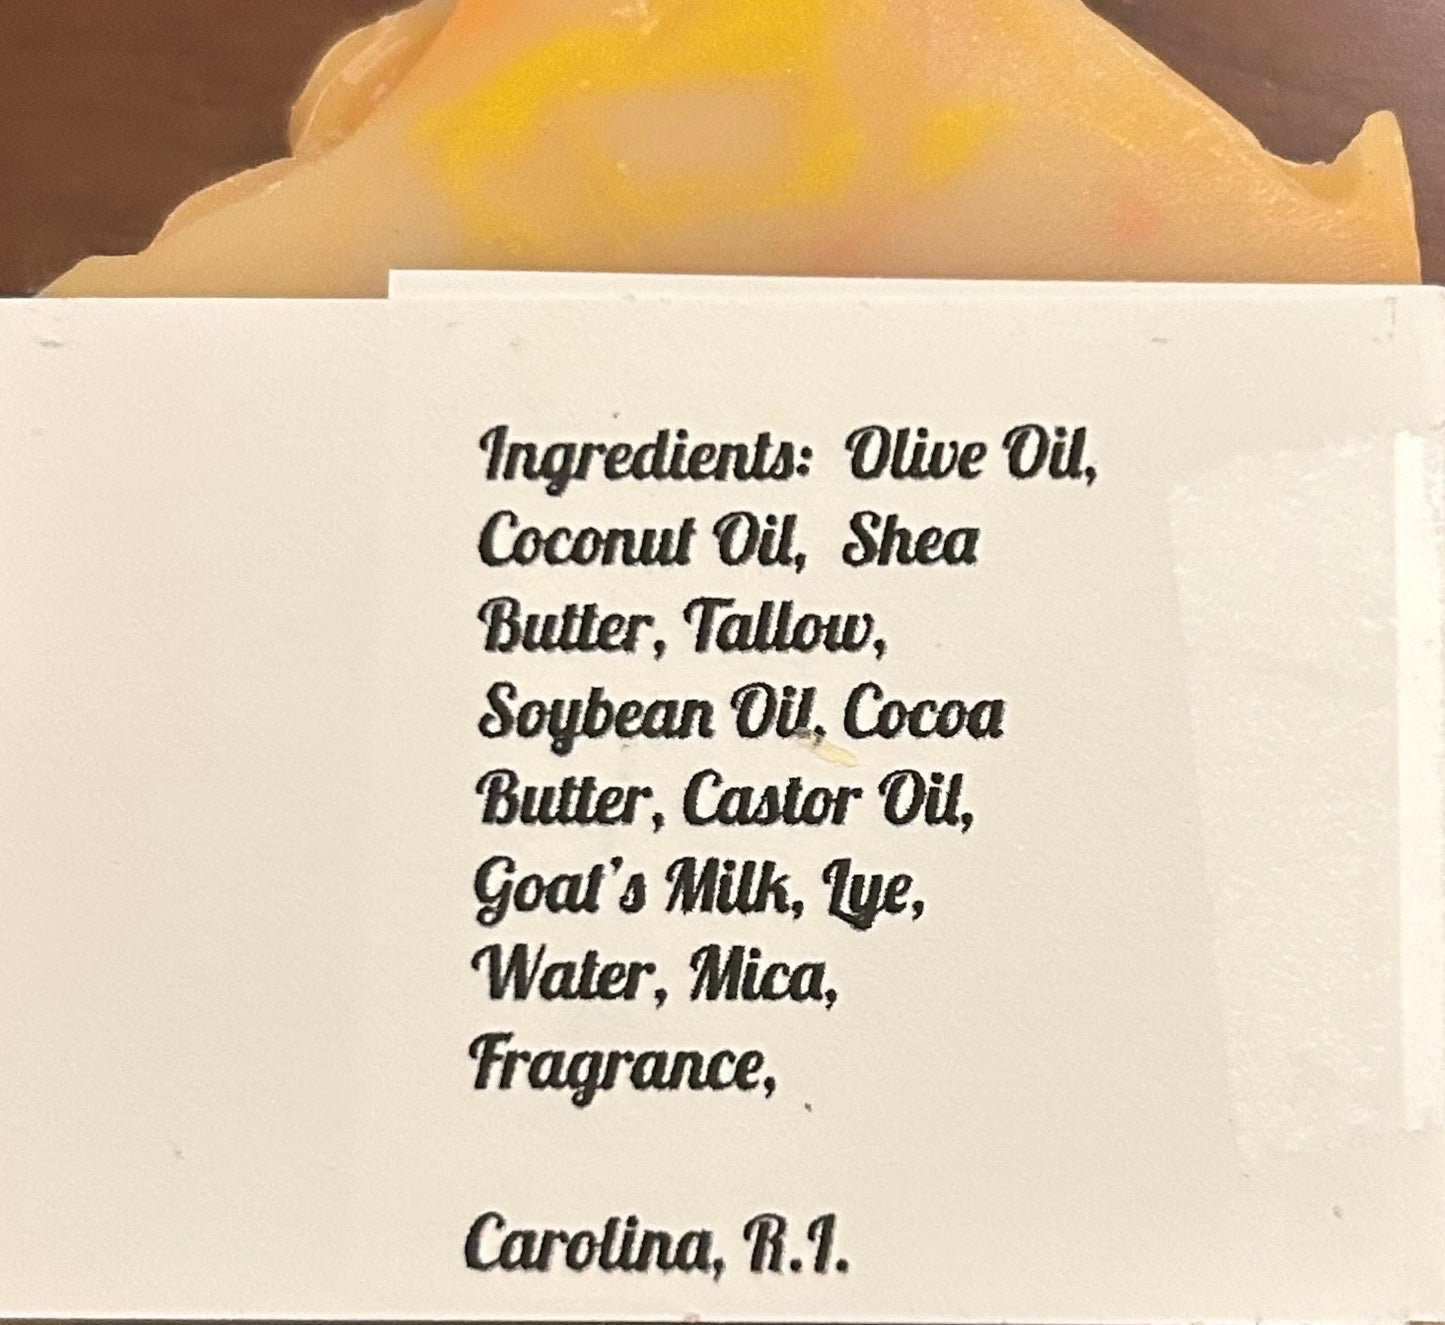 Ingredients:  Olive Oil,
Coconut Oil,  Shea
Butter, Tallow,
Soybean Oil, Cocoa
Butter, Castor Oil,
Goat's Milk, Lye,
Water, Mica,
Fragrance,
Carolina, R.I.